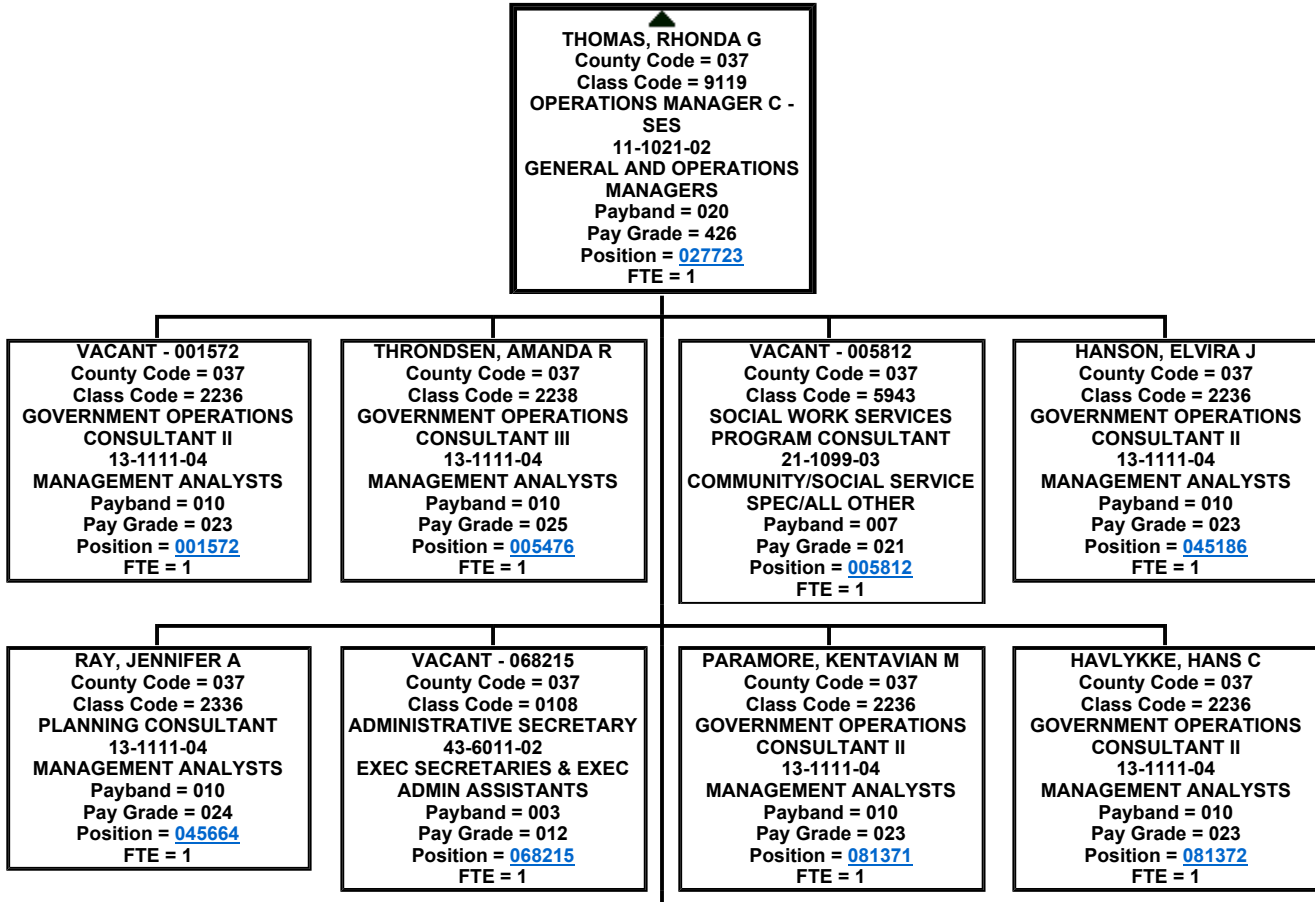 THOMAS, RHONDA G
County Code = 037
Class Code = 9119
OPERATIONS MANAGER C -
SES
11-1021-02
GENERAL AND OPERATIONS
MANAGERS
Payband = 020
Pay Grade = 426
Position = 027723
FTE = 1
VACANT - 001572
County Code = 037
Class Code = 2236
GOVERNMENT OPERATIONS
CONSULTANT II
13-1111-04
MANAGEMENT ANALYSTS
Payband = 010
Pay Grade = 023
Position = 001572
FTE = 1
THRONDSEN, AMANDA R
County Code = 037
Class Code = 2238
GOVERNMENT OPERATIONS
CONSULTANT III
13-1111-04
MANAGEMENT ANALYSTS
Payband = 010
Pay Grade = 025
Position = 005476
FTE = 1
VACANT - 005812
County Code = 037
Class Code = 5943
SOCIAL WORK SERVICES
PROGRAM CONSULTANT
21-1099-03
COMMUNITY/SOCIAL SERVICE
SPEC/ALL OTHER
Payband = 007
Pay Grade = 021
Position = 005812
FTE = 1
HANSON, ELVIRA J
County Code = 037
Class Code = 2236
GOVERNMENT OPERATIONS
CONSULTANT II
13-1111-04
MANAGEMENT ANALYSTS
Payband = 010
Pay Grade = 023
Position = 045186
FTE = 1
RAY, JENNIFER A
County Code = 037
Class Code = 2336
PLANNING CONSULTANT
13-1111-04
MANAGEMENT ANALYSTS
Payband = 010
Pay Grade = 024
Position = 045664
FTE = 1
VACANT - 068215
County Code = 037
Class Code = 0108
ADMINISTRATIVE SECRETARY
43-6011-02
EXEC SECRETARIES & EXEC
ADMIN ASSISTANTS
Payband = 003
Pay Grade = 012
Position = 068215
FTE = 1
PARAMORE, KENTAVIAN M
County Code = 037
Class Code = 2236
GOVERNMENT OPERATIONS
CONSULTANT II
13-1111-04
MANAGEMENT ANALYSTS
Payband = 010
Pay Grade = 023
Position = 081371
FTE = 1
HAVLYKKE, HANS C
County Code = 037
Class Code = 2236
GOVERNMENT OPERATIONS
CONSULTANT II
13-1111-04
MANAGEMENT ANALYSTS
Payband = 010
Pay Grade = 023
Position = 081372
FTE = 1